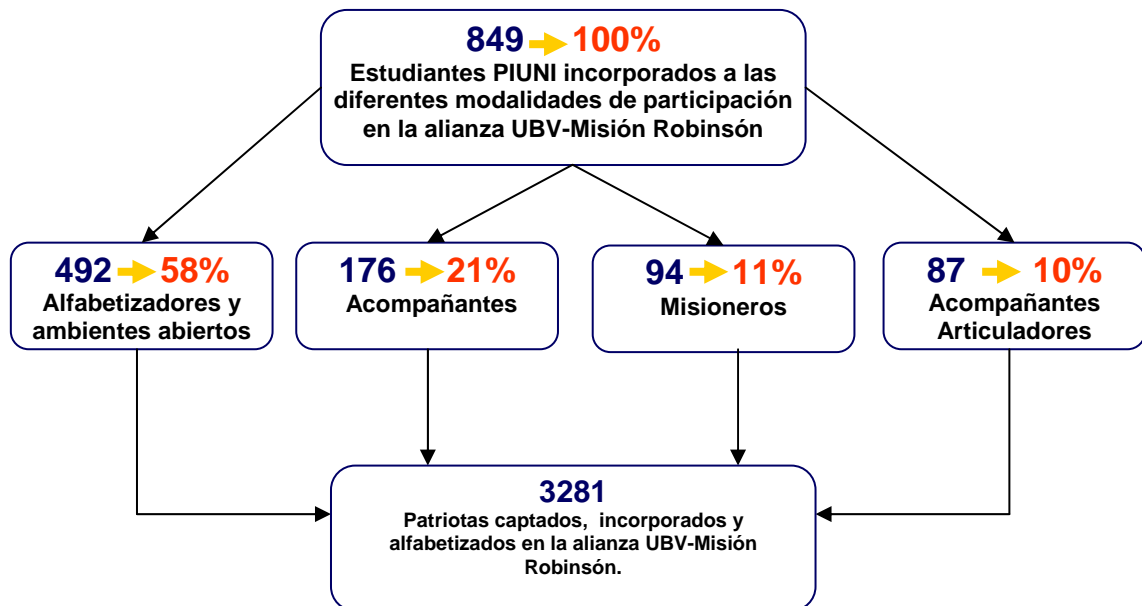 849 100%
Estudiantes PIUNI incorporados a las
diferentes modalidades de participación
en la alianza UBV-Misión Robinsón
492 58%
Alfabetizadores y
ambientes abiertos
176 21%
Acompañantes
94 11%
Misioneros
87 10%
Acompañantes
Articuladores
3281
Patriotas captados, incorporados y
alfabetizados en la alianza UBV-Misión
Robinsón.